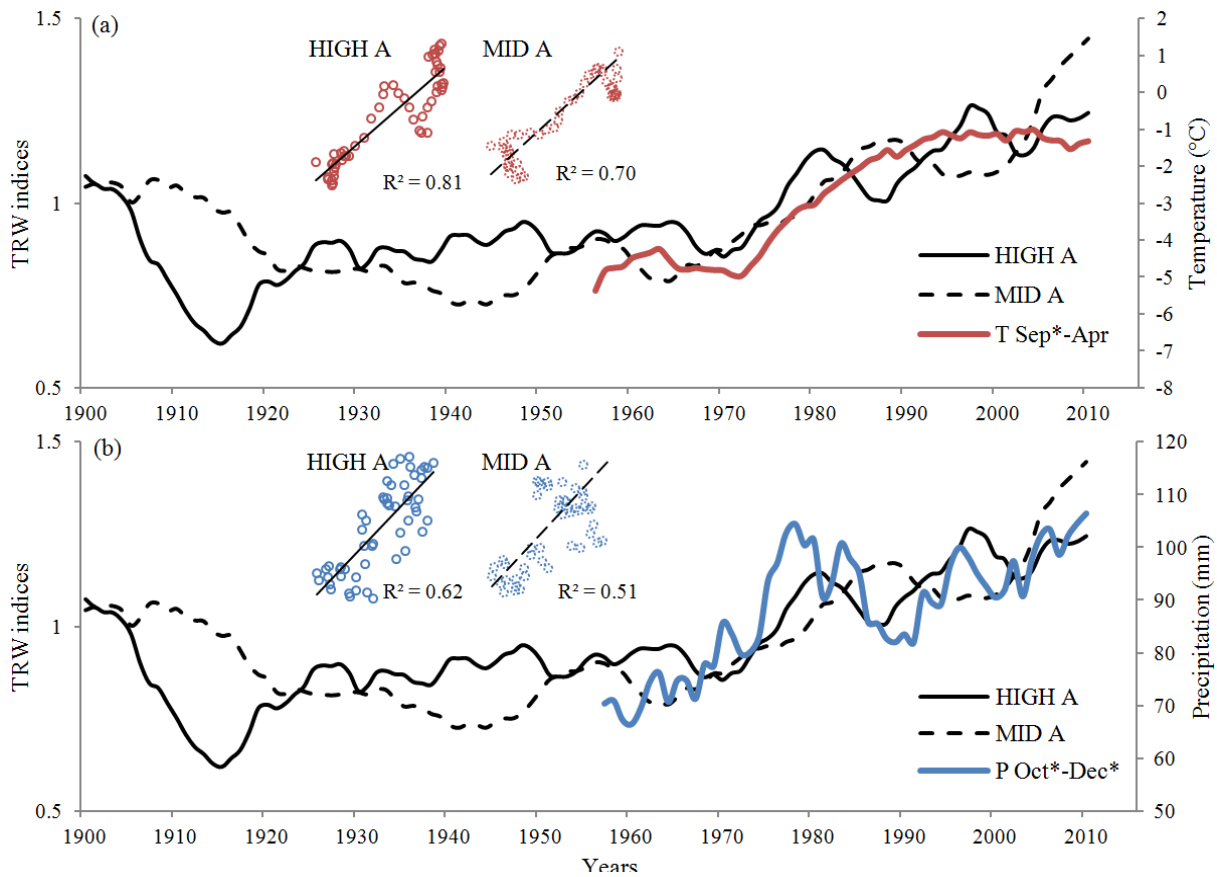 (a)
HIGH A
MID A
R² = 0.81
R² = 0.70
TRW indices
1.5
1
0.5
2
1
0
-1
-2
-3
-4
-5
-6
-7
-8
Temperature (°C)
HIGH A
MID A
T Sep*-Apr
1900 1910 1920 1930 1940 1950 1960 1970 1980 1990 2000 2010
(b)
HIGH A
MID A
R² = 0.62
R² = 0.51
TRW indices
1.5
1
0.5
120
110
100
90
80
70
60
50
Precipitation (mm)
HIGH A
MID A
P Oct*-Dec*
1900 1910 1920 1930 1940 1950 1960 1970 1980 1990 2000 2010
Years